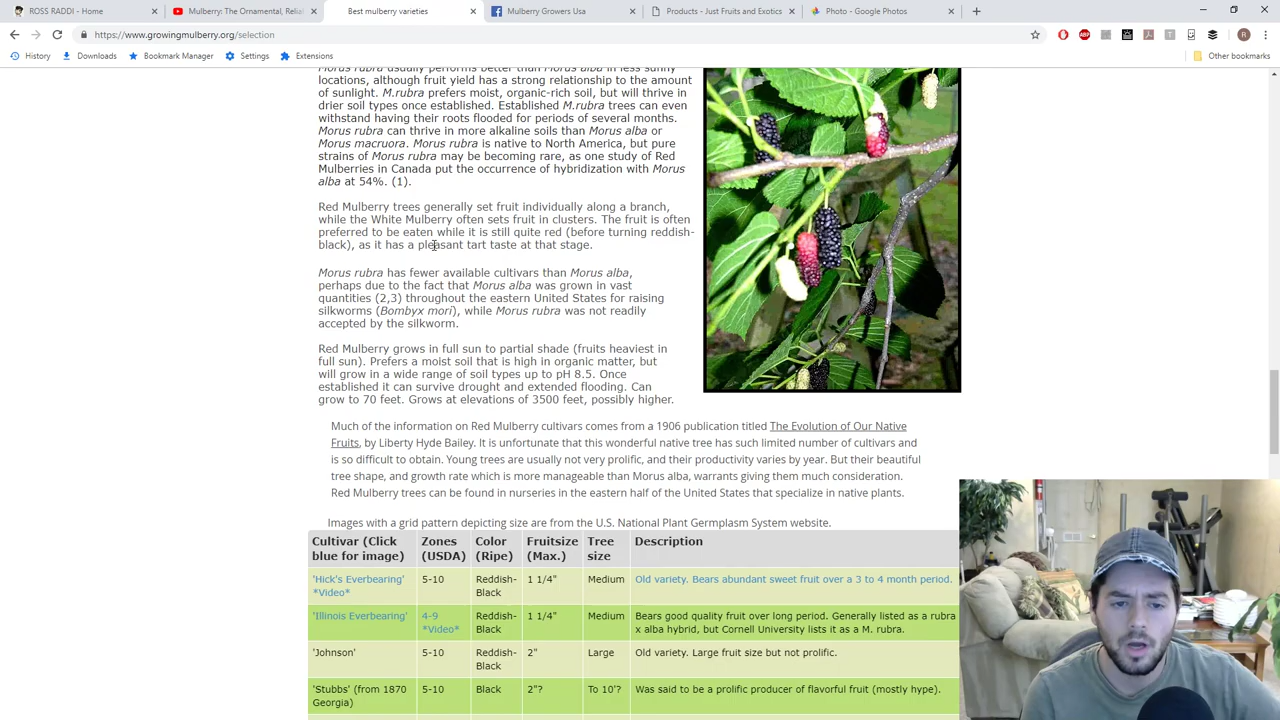 ROSS RADDI - Home
Mulberry: The Ornamental, Relia
Best mulberry varieties
Mulberry Growers Usa
Products - Just Fruits and Exotics
Photo - Google Photos
https://www.growingmulberry.org/selection
History
Downloads
Bookmark Manager
Settings
Extensions
Other bookmarks
Morus rubra usually performs better than Morus alba in less sunny
locations, although fruit yield has a strong relationship to the amount
of sunlight. M.rubra prefers moist, organic-rich soil, but will thrive in
drier soil types once established. Established M.rubra trees can even
withstand having their roots flooded for periods of several months.
Morus rubra can thrive in more alkaline soils than Morus alba or
Morus macruora. Morus rubra is native to North America, but pure
strains of Morus rubra may be becoming rare, as one study of Red
Mulberries in Canada put the occurrence of hybridization with Morus
alba at 54%. (1).
Red Mulberry trees generally set fruit individually along a branch,
while the White Mulberry often sets fruit in clusters. The fruit is often
preferred to be eaten while it is still quite red (before turning reddish-
black), as it has a pleasant tart taste at that stage.
Morus rubra has fewer available cultivars than Morus alba,
perhaps due to the fact that Morus alba was grown in vast
quantities (2,3) throughout the eastern United States for raising
silkworms (Bombyx mori), while Morus rubra was not readily
accepted by the silkworm.
Red Mulberry grows in full sun to partial shade (fruits heaviest in
full sun). Prefers a moist soil that is high in organic matter, but
will grow in a wide range of soil types up to pH 8.5. Once
established it can survive drought and extended flooding. Can
grow to 70 feet. Grows at elevations of 3500 feet, possibly higher.
Much of the information on Red Mulberry cultivars comes from a 1906 publication titled The Evolution of Our Native
Fruits, by Liberty Hyde Bailey. It is unfortunate that this wonderful native tree has such limited number of cultivars and
is so difficult to obtain. Young trees are usually not very prolific, and their productivity varies by year. But their beautiful
tree shape, and growth rate which is more manageable than Morus alba, warrants giving them much consideration.
Red Mulberry trees can be found in nurseries in the eastern half of the United States that specialize in native plants.
Images with a grid pattern depicting size are from the U.S. National Plant Germplasm System website.
Cultivar (Click Zones Color Fruitsize Tree Description
blue for image) (USDA) (Ripe) (Max.) size
'Hick's Everbearing' 5-10 Reddish- 1 1/4" Medium Old variety. Bears abundant sweet fruit over a 3 to 4 month period.
*Video* Black
'Illinois Everbearing' 4-9 Reddish- 1 1/4" Medium Bears good quality fruit over long period. Generally listed as a rubra
*Video* Black x alba hybrid, but Cornell University lists it as a M. rubra.
'Johnson' 5-10 Reddish- 2" Large Old variety. Large fruit size but not prolific.
Black
'Stubbs' (from 1870 5-10 Black 2"? To 10'? Was said to be a prolific producer of flavorful fruit (mostly hype).
Georgia)